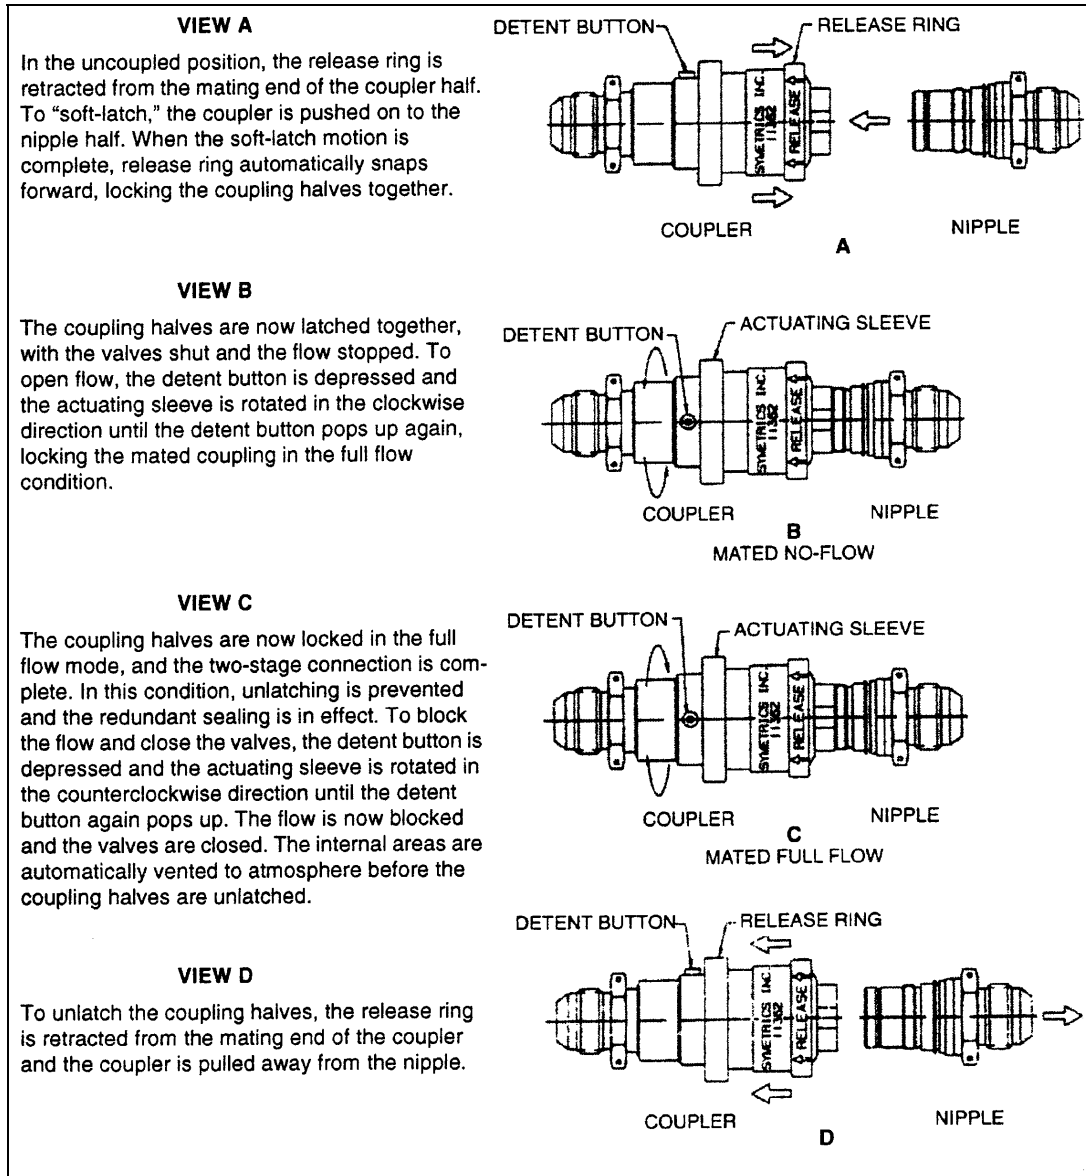 VIEW A
In the uncoupled position, the release ring is
retracted from the mating end of the coupler half.
To “soft-latch,” the coupler is pushed on to the
nipple half. When the soft-latch motion is
complete, release ring automatically snaps
forward, locking the coupling halves together.
DETENT BUTTON
RELEASE RING
SYMETRICS INC.
11362
RELEASE
COUPLER
NIPPLE
A
VIEW B
The coupling halves are now latched together,
with the valves shut and the flow stopped. To
open flow, the detent button is depressed and
the actuating sleeve is rotated in the clockwise
direction until the detent button pops up again,
locking the mated coupling in the full flow
condition.
DETENT BUTTON
ACTUATING SLEEVE
SYMETRICS INC.
11362
RELEASE
COUPLER
NIPPLE
B
MATED NO-FLOW
VIEW C
The coupling halves are now locked in the full
flow mode, and the two-stage connection is com-
plete. In this condition, unlatching is prevented
and the redundant sealing is in effect. To block
the flow and close the valves, the detent button is
depressed and the actuating sleeve is rotated in
the counterclockwise direction until the detent
button again pops up. The flow is now blocked
and the valves are closed. The internal areas are
automatically vented to atmosphere before the
coupling halves are unlatched.
DETENT BUTTON
ACTUATING SLEEVE
SYMETRICS INC.
11362
RELEASE
COUPLER
NIPPLE
C
MATED FULL FLOW
VIEW D
To unlatch the coupling halves, the release ring
is retracted from the mating end of the coupler
and the coupler is pulled away from the nipple.
DETENT BUTTON
RELEASE RING
SYMETRICS INC.
11362
RELEASE
COUPLER
NIPPLE
D